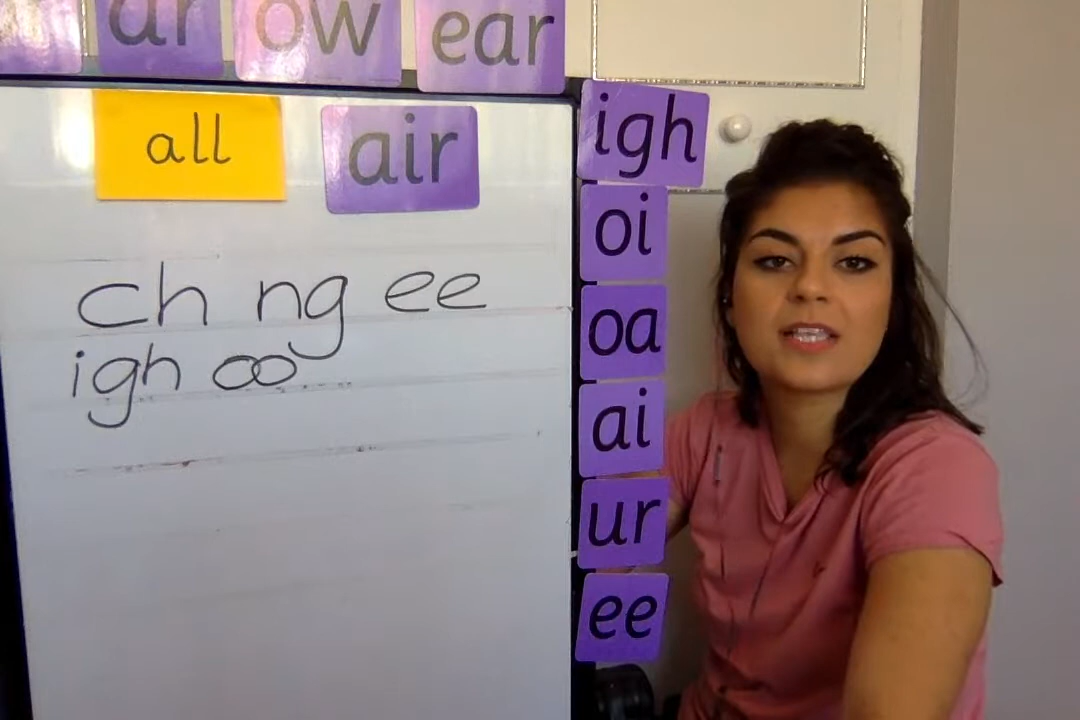 ar ow ear
all air
ch ng ee
igh oo
igh
oi
oa
ai
ur
ee